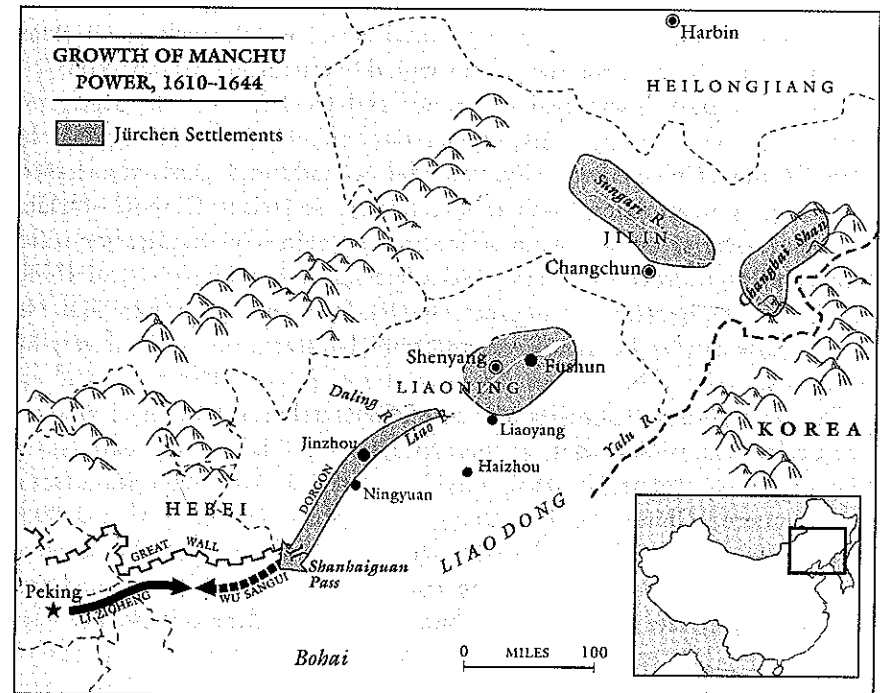 GROWTH OF MANCHU
POWER, 1610–1644
Jürchen Settlements
Harbin
HEILONGJIANG
Sungari R.
JILIN
Changchun
Changbai Shan
Shenyang
Fushun
LIAONING
Daling R.
Liao R.
Liaoyang
Yalu R.
KOREA
Jinzhou
Haizhou
DORGON
Ningyuan
HEBEI
LIAODONG
GREAT WALL
Shanhaiguan
Pass
Peking
LI ZICHENG
WU SANGUI
Bohai
0 MILES 100